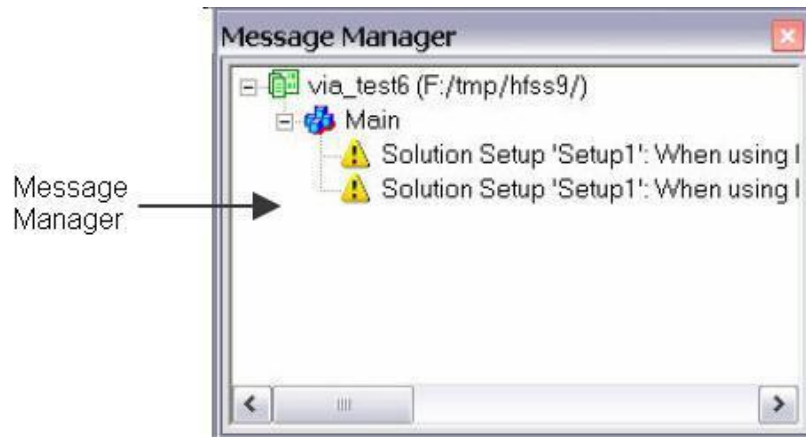 Message Manager
via_test6 (F:/tmp/hfss9/)
Main
Solution Setup 'Setup1': When using
Solution Setup 'Setup1': When using
Message
Manager